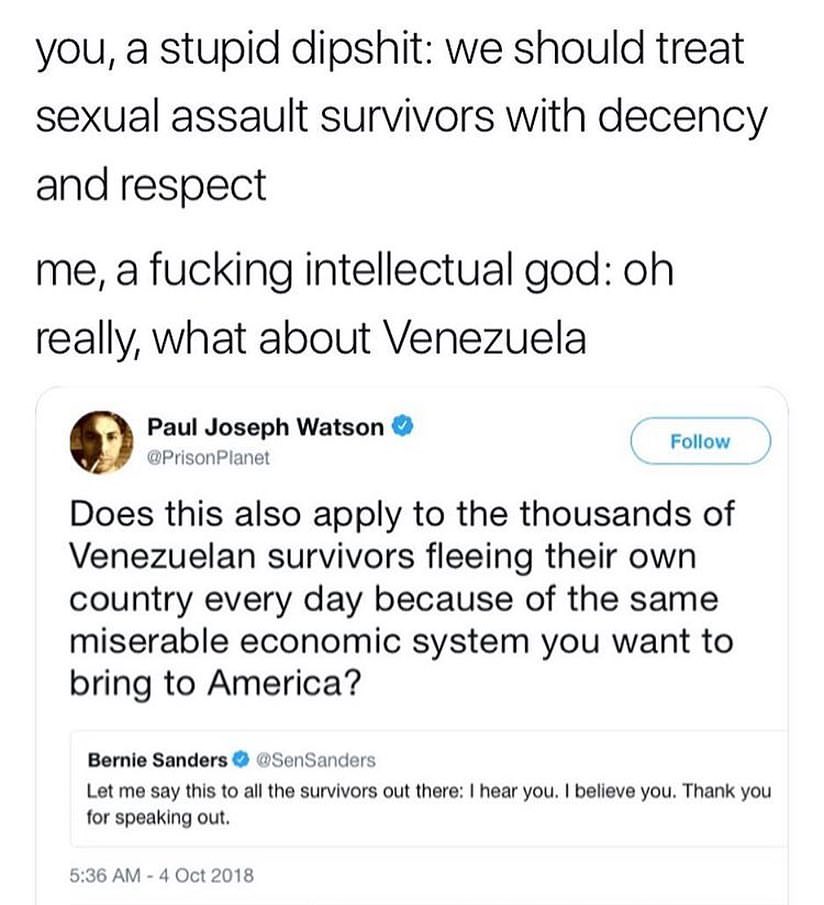 you, a stupid dipshit: we should treat
sexual assault survivors with decency
and respect
me, a fucking intellectual god: oh
really, what about Venezuela
Paul Joseph Watson
@PrisonPlanet
Follow
Does this also apply to the thousands of
Venezuelan survivors fleeing their own
country every day because of the same
miserable economic system you want to
bring to America?
Bernie Sanders @SenSanders
Let me say this to all the survivors out there: I hear you. I believe you. Thank you
for speaking out.
5:36 AM - 4 Oct 2018